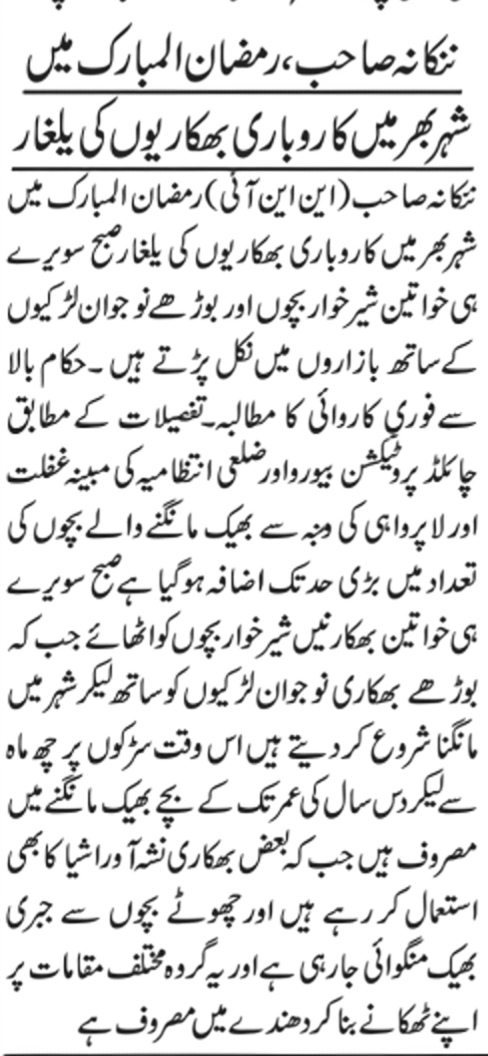 ننکانہ صاحب، رمضان المبارک میں
شہر بھر میں کاروباری بھکاریوں کی یلغار
ننکانہ صاحب (این این آئی) رمضان المبارک میں
شہر بھر میں کاروباری بھکاریوں کی یلغار صبح سویرے
ہی خواتین شیر خوار بچوں اور بوڑھے نو جوان لڑکیوں
کے ساتھ بازاروں میں نکل پڑتے ہیں ۔ حکام بالا
سے فوری کاروائی کا مطالبہ۔ تفصیلات کے مطابق
چائلڈ پروٹیکشن بیورو اور ضلعی انتظامیہ کی مبینہ غفلت
اور لا پرواہی کی وجہ سے بھیک مانگنے والے بچوں کی
تعداد میں بڑی حد تک اضافہ ہو گیا ہے صبح سویرے
ہی خواتین بھکارنیں شیر خوار بچوں کو اٹھائے جب کہ
بوڑھے بھکاری نو جوان لڑکیوں کو ساتھ لیکر شہر میں
مانگنا شروع کر دیتے ہیں اس وقت سڑکوں پر چھ ماہ
سے لیکر دس سال کی عمر تک کے بچے بھیک مانگنے میں
مصروف ہیں جب کہ بعض بھکاری نشہ آور اشیا کا بھی
استعمال کر رہے ہیں اور چھوٹے بچوں سے جبری
بھیک منگوائی جا رہی ہے اور یہ گروہ مختلف مقامات پر
اپنے ٹھکانے بنا کر دھندے میں مصروف ہے